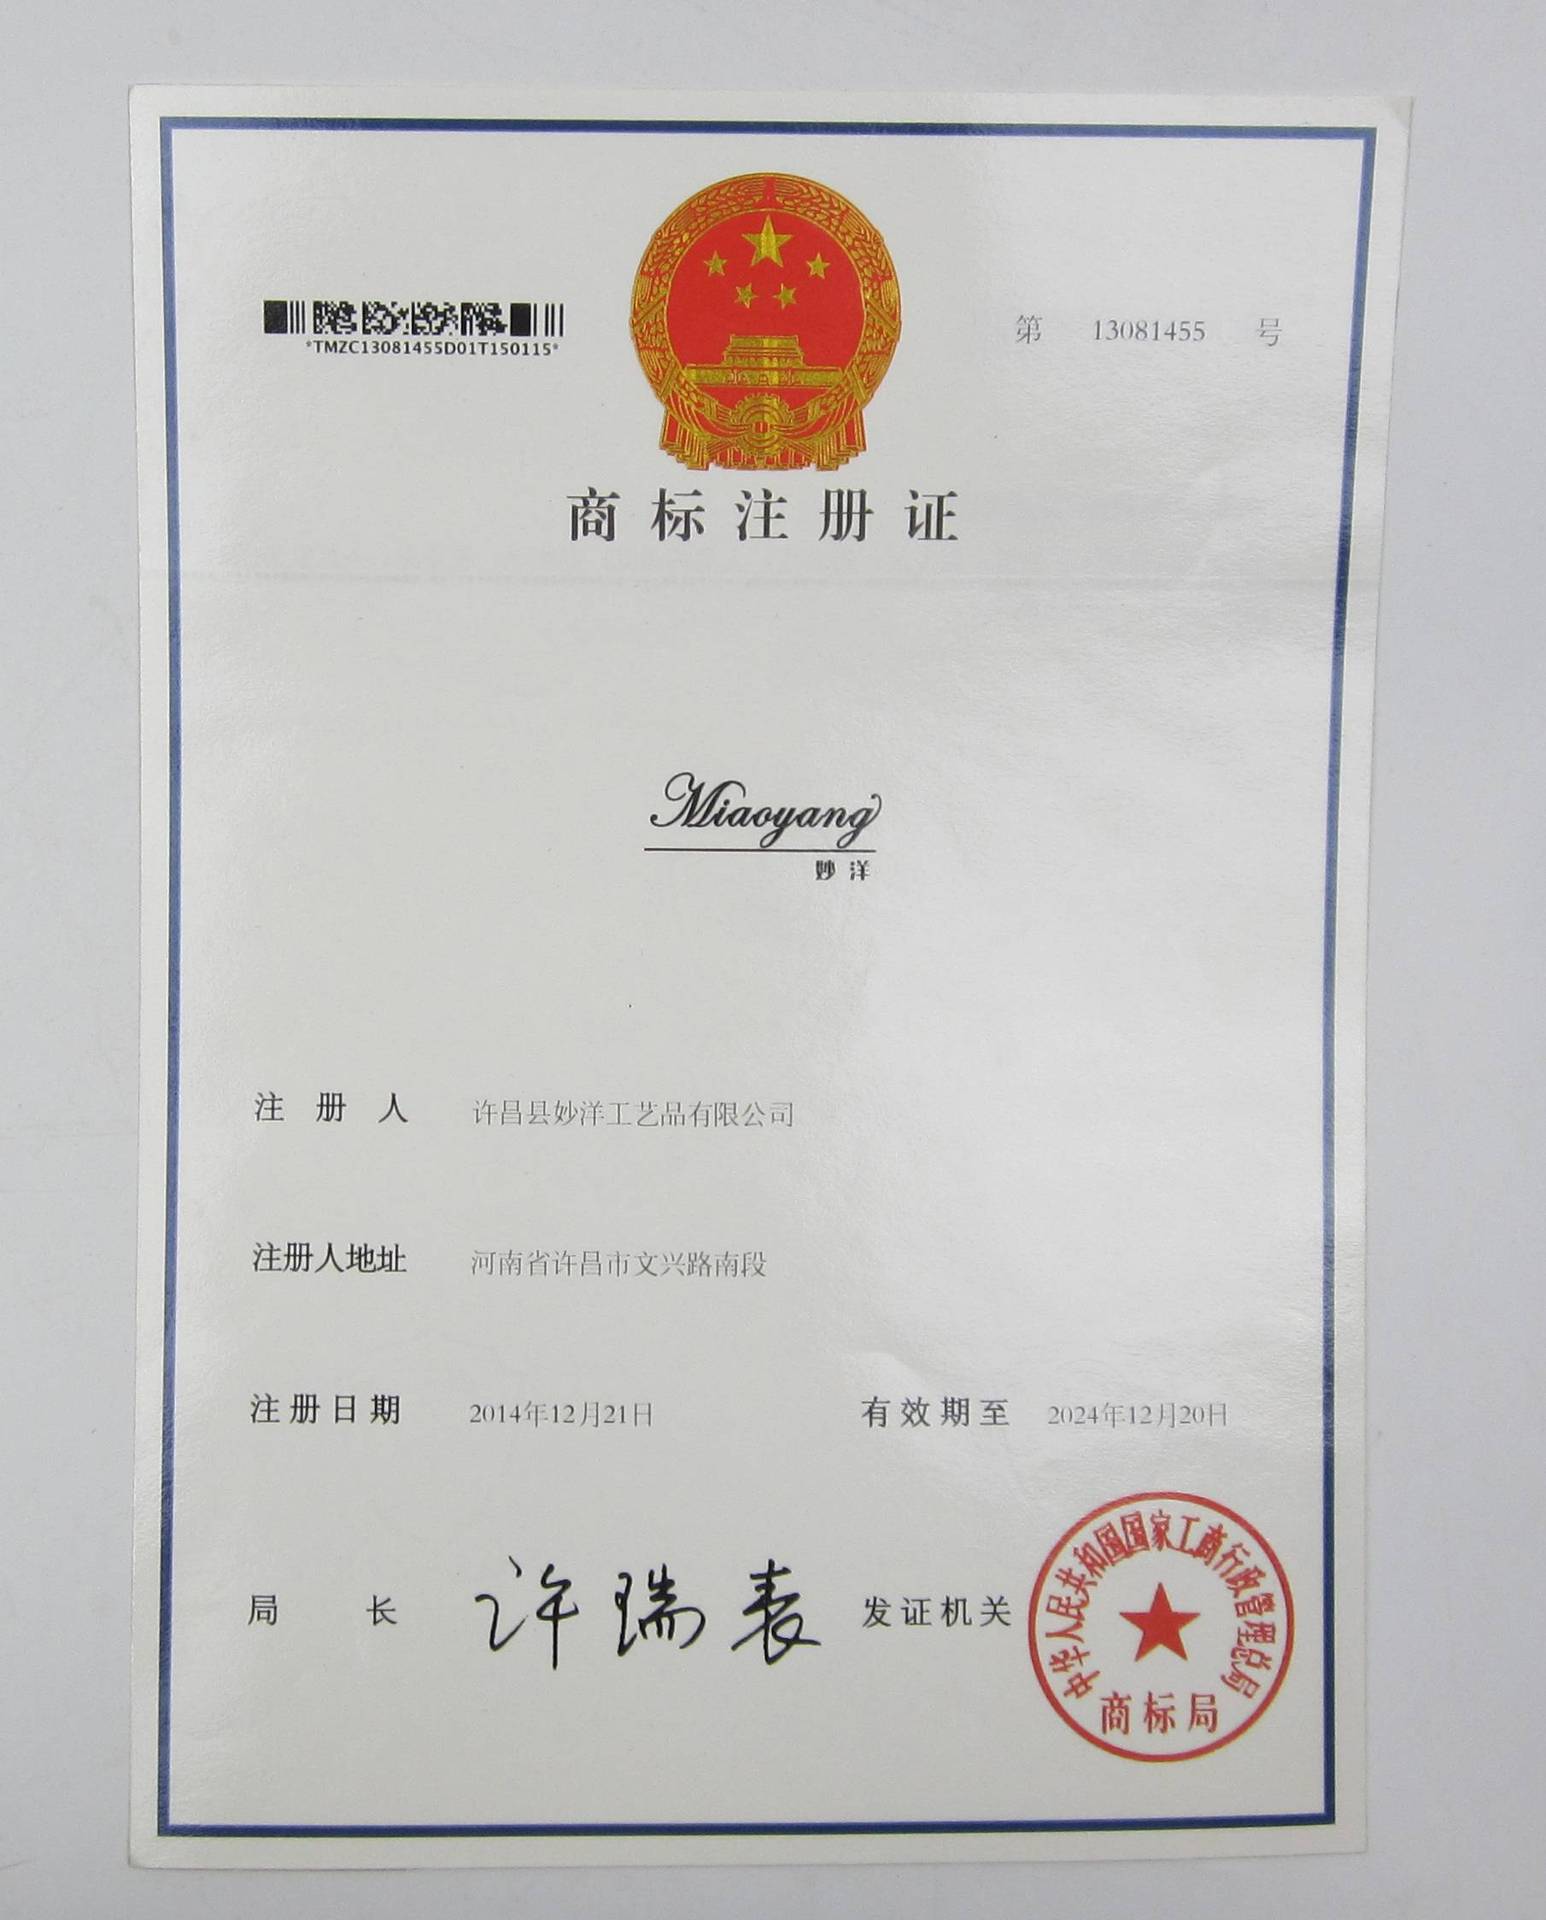 *TMZC13081455D01T150115*
第 13081455 号
商标注册证
Miaoyang
妙洋
注册人 许昌县妙洋工艺品有限公司
注册人地址 河南省许昌市文兴路南段
注册日期 2014年12月21日 有效期至 2024年12月20日
局长 许瑞表 发证机关
中华人民共和国国家工商行政管理总局
商标局